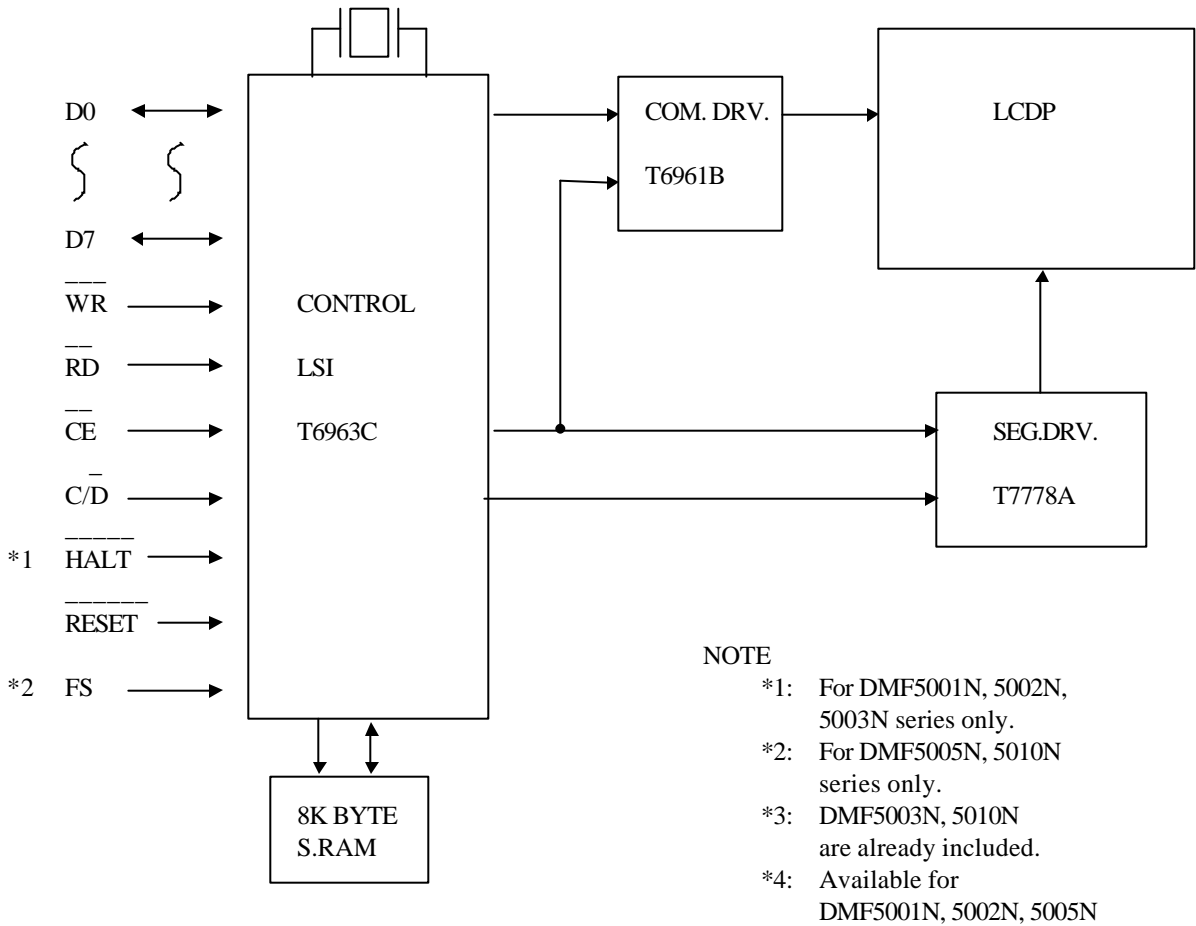 D0
D7
WR
RD
CE
C/D
*1 HALT
RESET
*2 FS
CONTROL
LSI
T6963C
COM. DRV.
T6961B
LCDP
SEG.DRV.
T7778A
8K BYTE
S.RAM
NOTE
*1: For DMF5001N, 5002N,
5003N series only.
*2: For DMF5005N, 5010N
series only.
*3: DMF5003N, 5010N
are already included.
*4: Available for
DMF5001N, 5002N, 5005N